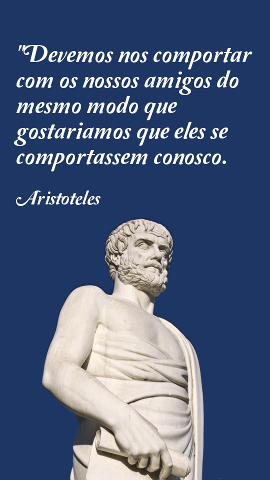 "Devemos nos comportar
com os nossos amigos do
mesmo modo que
gostariamos que eles se
comportassem conosco.
Aristoteles